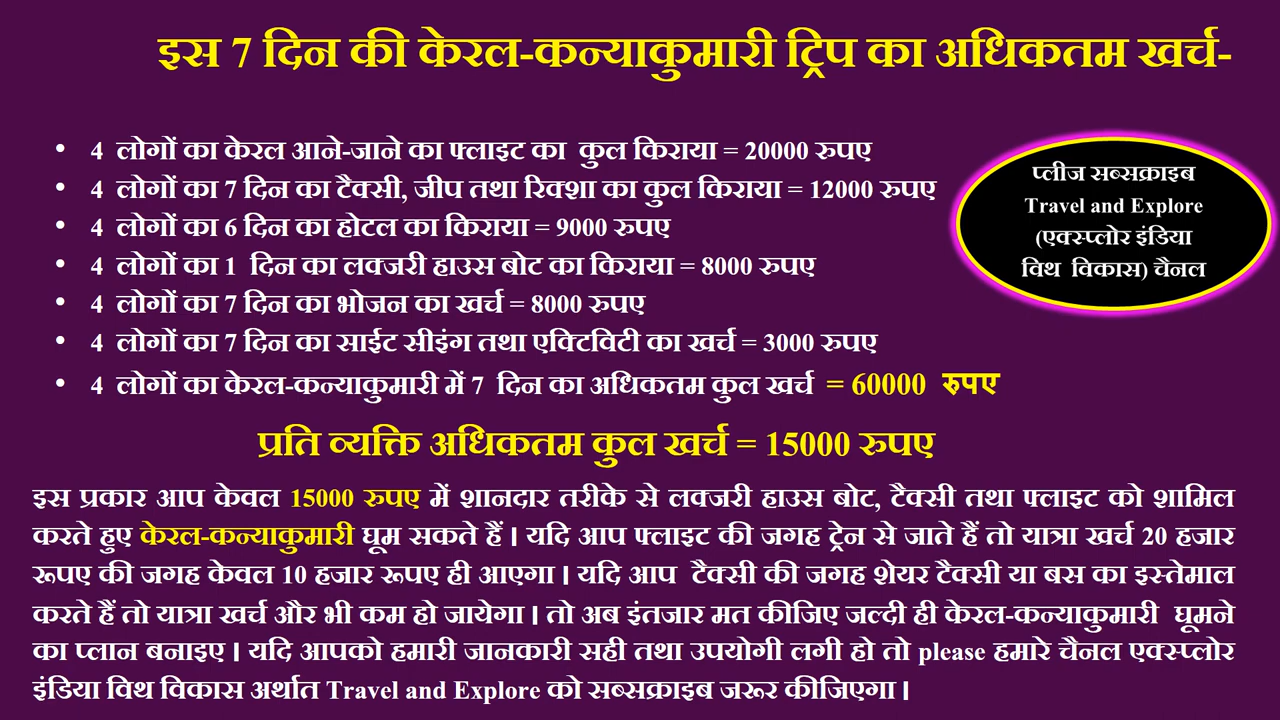 इस 7 दिन की केरल-कन्याकुमारी ट्रिप का अधिकतम खर्च-
• 4 लोगों का केरल आने-जाने का फ्लाइट का कुल किराया = 20000 रुपए
• 4 लोगों का 7 दिन का टैक्सी, जीप तथा रिक्शा का कुल किराया = 12000 रुपए
• 4 लोगों का 6 दिन का होटल का किराया = 9000 रुपए
• 4 लोगों का 1 दिन का लक्जरी हाउस बोट का किराया = 8000 रुपए
• 4 लोगों का 7 दिन का भोजन का खर्च = 8000 रुपए
• 4 लोगों का 7 दिन का साईट सीइंग तथा एक्टिविटी का खर्च = 3000 रुपए
• 4 लोगों का केरल-कन्याकुमारी में 7 दिन का अधिकतम कुल खर्च = 60000 रुपए
प्लीज सब्सक्राइब
Travel and Explore
(एक्स्प्लोर इंडिया
विथ विकास) चैनल
प्रति व्यक्ति अधिकतम कुल खर्च = 15000 रुपए
इस प्रकार आप केवल 15000 रुपए में शानदार तरीके से लक्जरी हाउस बोट, टैक्सी तथा फ्लाइट को शामिल
करते हुए केरल-कन्याकुमारी घूम सकते हैं। यदि आप फ्लाइट की जगह ट्रेन से जाते हैं तो यात्रा खर्च 20 हजार
रूपए की जगह केवल 10 हजार रूपए ही आएगा। यदि आप टैक्सी की जगह शेयर टैक्सी या बस का इस्तेमाल
करते हैं तो यात्रा खर्च और भी कम हो जायेगा। तो अब इंतजार मत कीजिए जल्दी ही केरल-कन्याकुमारी घूमने
का प्लान बनाइए। यदि आपको हमारी जानकारी सही तथा उपयोगी लगी हो तो please हमारे चैनल एक्स्प्लोर
इंडिया विथ विकास अर्थात Travel and Explore को सब्सक्राइब जरूर कीजिएगा।